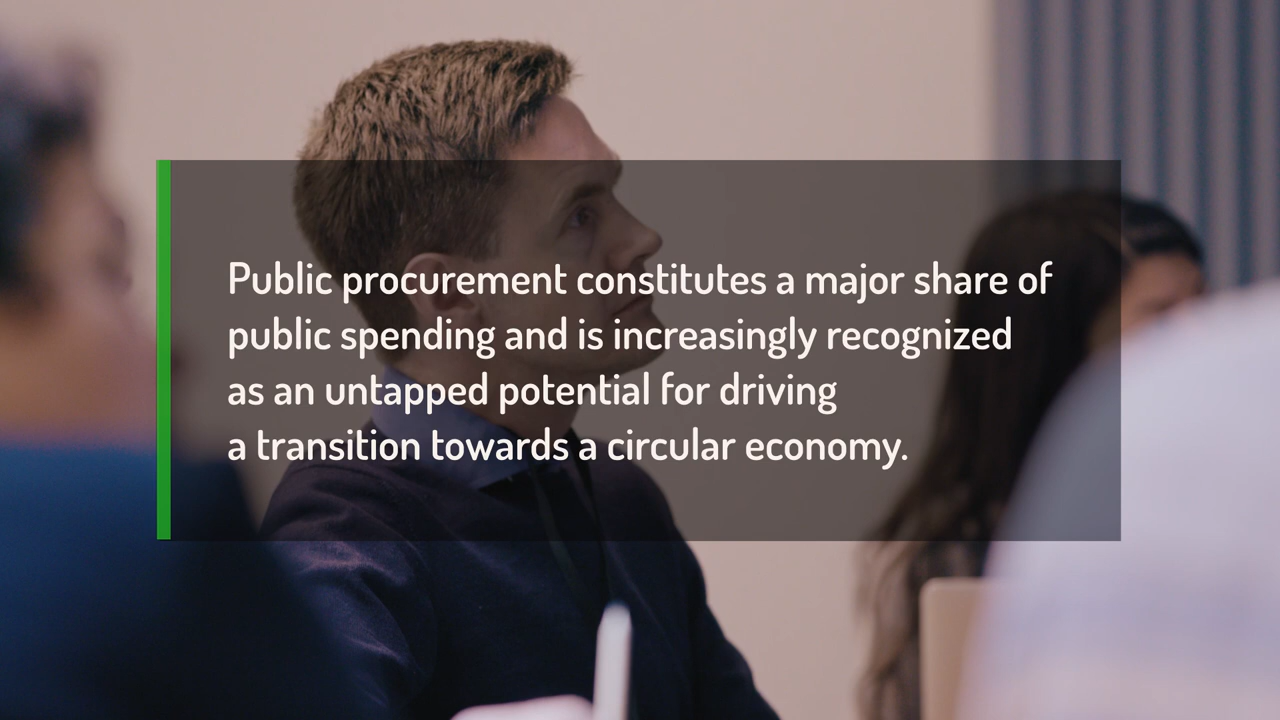 Public procurement constitutes a major share of
public spending and is increasingly recognized
as an untapped potential for driving
a transition towards a circular economy.